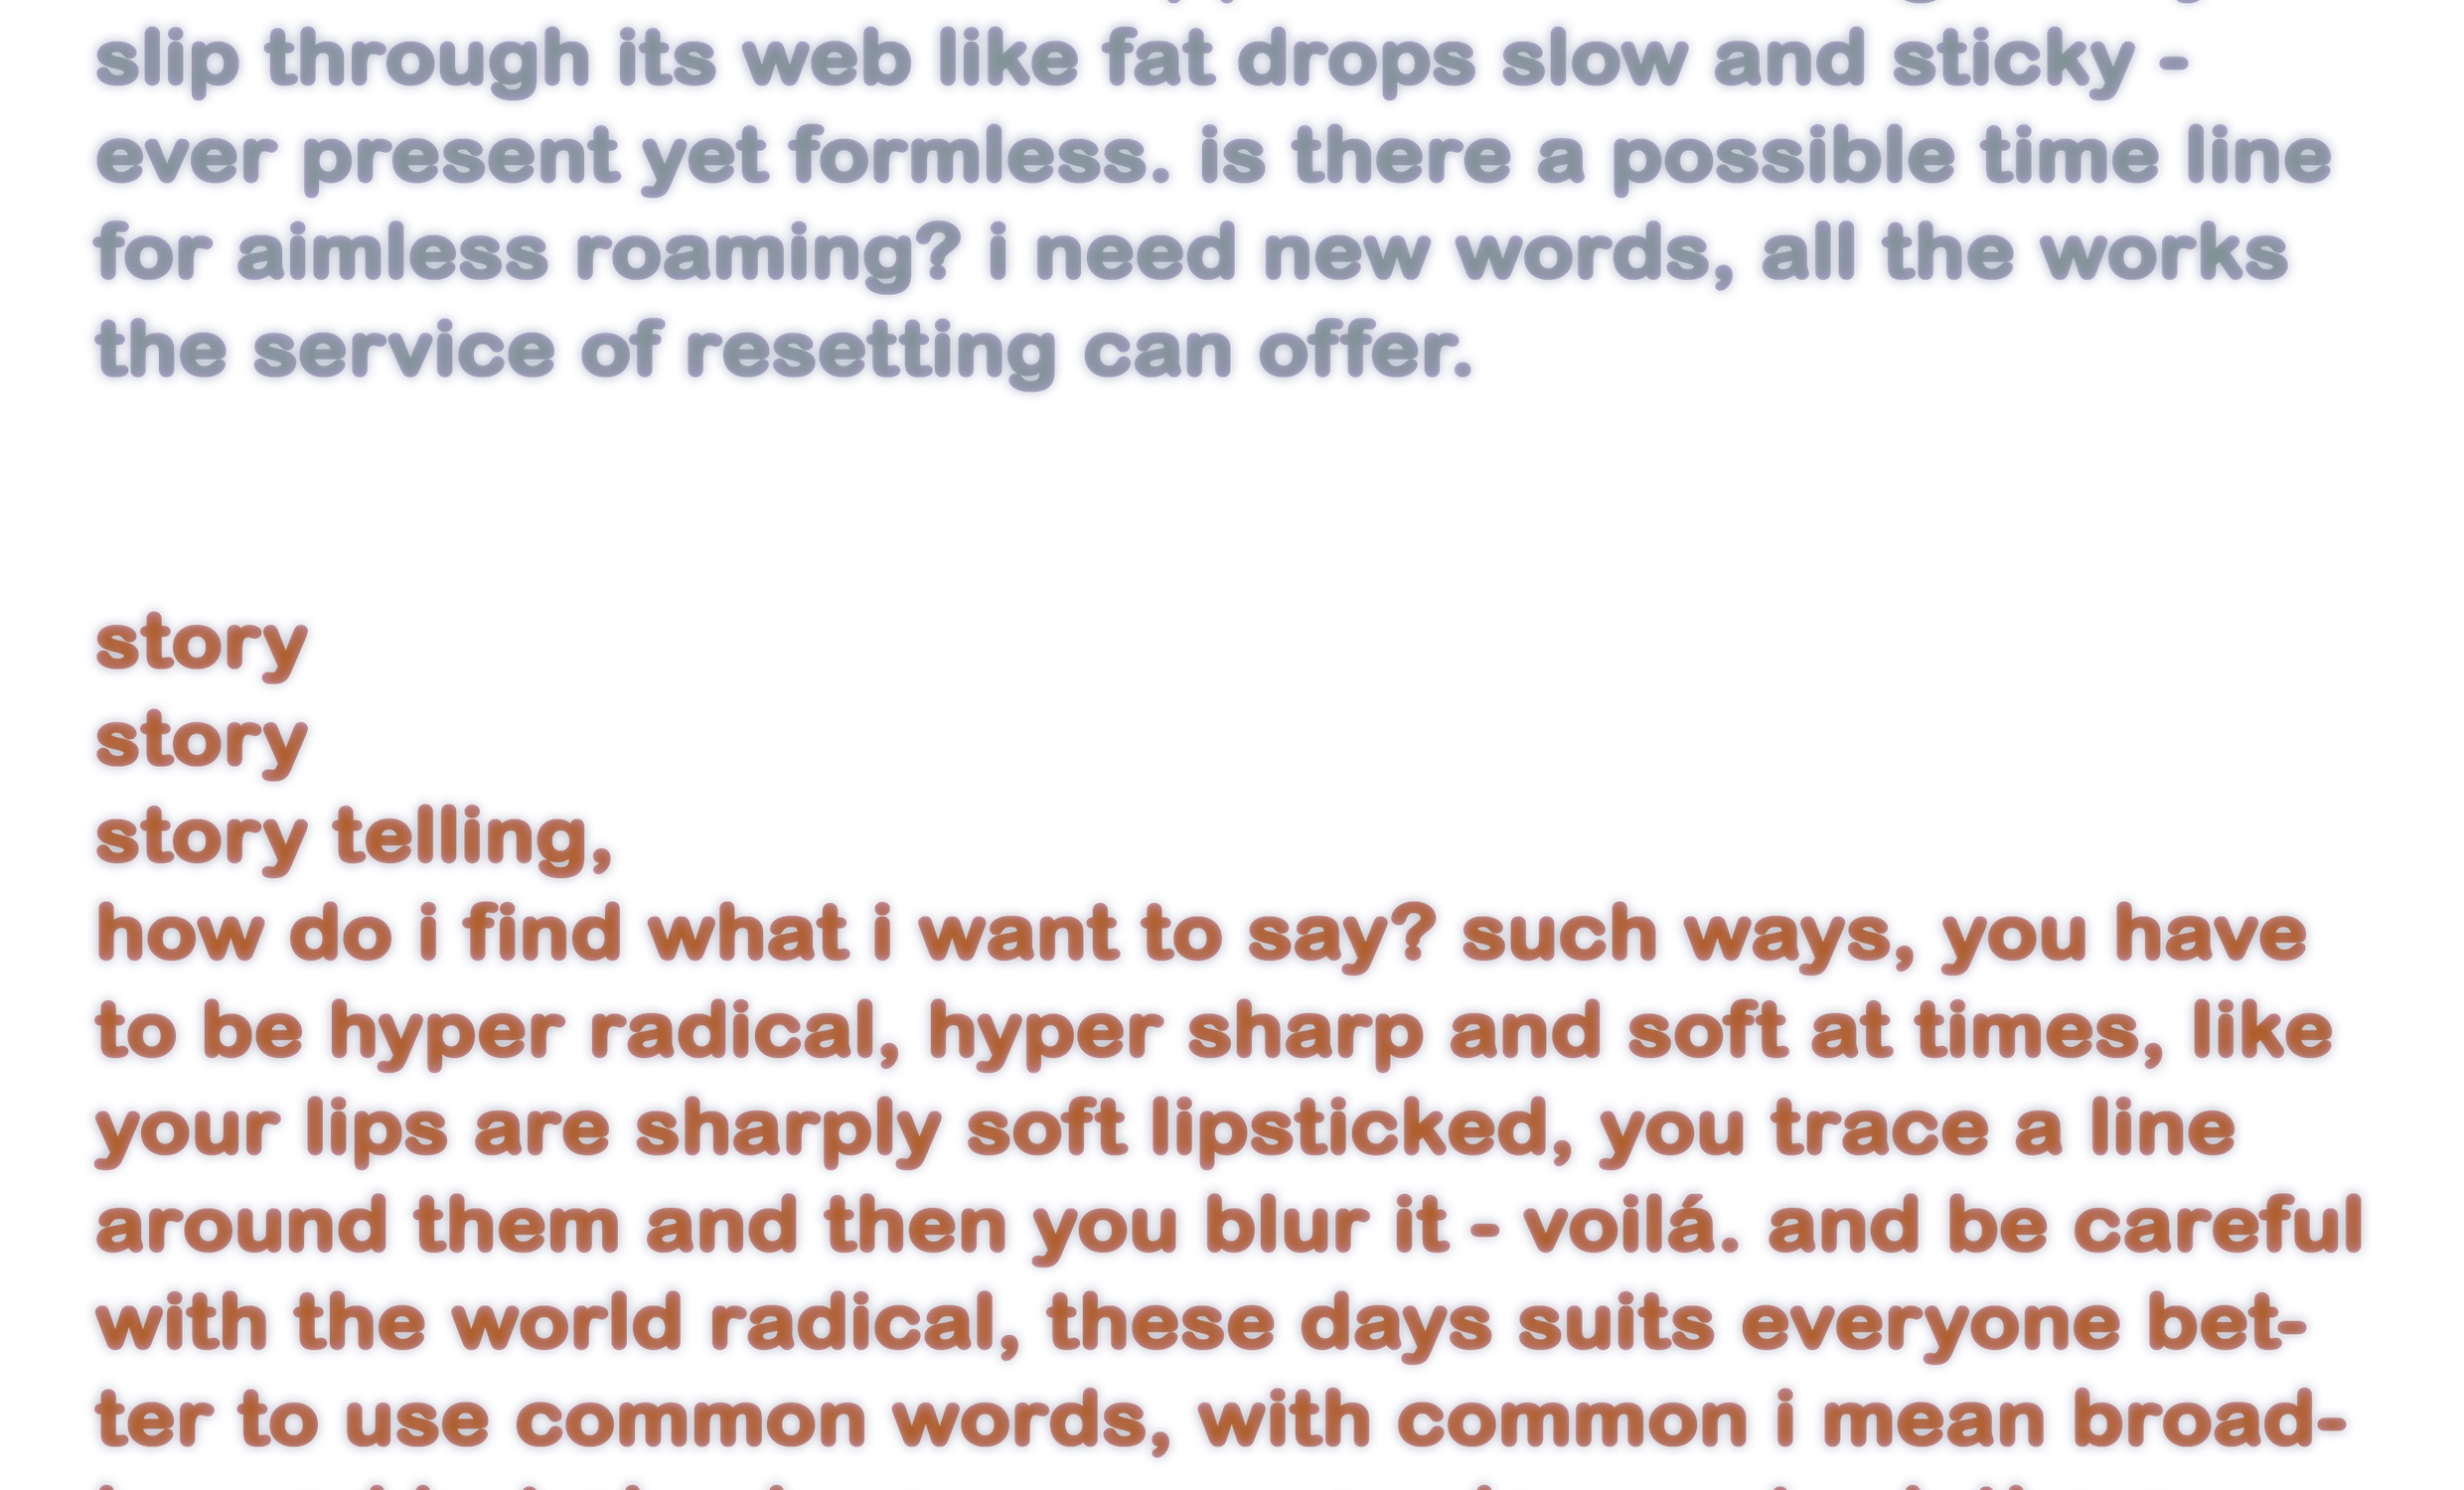 slip through its web like fat drops slow and sticky -
ever present yet formless. is there a possible time line
for aimless roaming? i need new words, all the works
the service of resetting can offer.
story
story
story telling,
how do i find what i want to say? such ways, you have
to be hyper radical, hyper sharp and soft at times, like
your lips are sharply soft lipsticked, you trace a line
around them and then you blur it - voilá. and be careful
with the world radical, these days suits everyone bet-
ter to use common words, with common i mean broad-